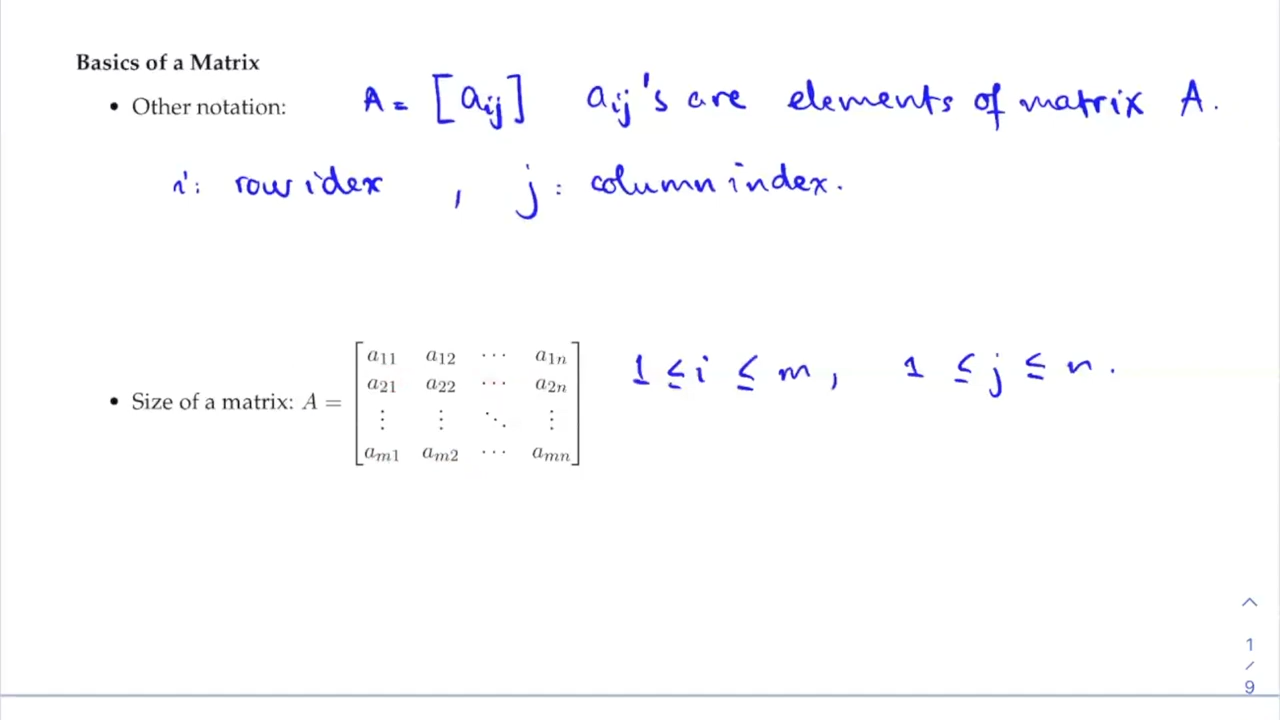 Basics of a Matrix
• Other notation: A = [aᵢⱼ] aᵢⱼ's are elements of matrix A.
i: row idex , j: column index.
• Size of a matrix: A = [a₁₁ a₁₂ ⋯ a₁ₙ
a₂₁ a₂₂ ⋯ a₂ₙ
⋮ ⋮ ⋱ ⋮
aₘ₁ aₘ₂ ⋯ aₘₙ] 1 ≤ i ≤ m, 1 ≤ j ≤ n.
1
/
9